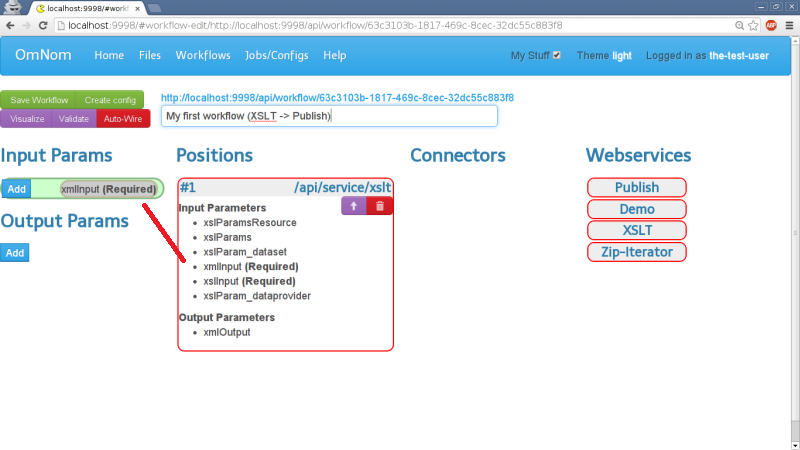 localhost:9998/#workf
localhost:9998/#workflow-edit/http://localhost:9998/api/workflow/63c3103b-1817-469c-8cec-32dc55c883f8
ABP
OmNom Home Files Workflows Jobs/Configs Help My Stuff Theme light Logged in as the-test-user
Save Workflow Create config
Visualize Validate Auto-Wire
http://localhost:9998/api/workflow/63c3103b-1817-469c-8cec-32dc55c883f8
My first workflow (XSLT -> Publish)
Input Params
Add xmlInput (Required)
Output Params
Add
Positions
#1 /api/service/xslt
Input Parameters
xslParamsResource
xslParams
xslParam_dataset
xmlInput (Required)
xslInput (Required)
xslParam_dataprovider
Output Parameters
xmlOutput
Connectors
Webservices
Publish
Demo
XSLT
Zip-Iterator